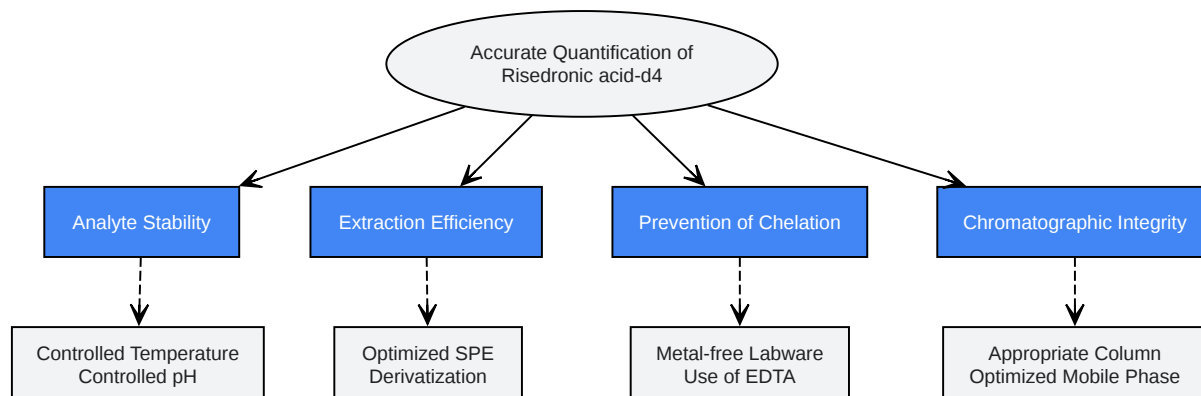 Accurate Quantification of
Risedronic acid-d4
Analyte Stability
Extraction Efficiency
Prevention of Chelation
Chromatographic Integrity
Controlled Temperature
Controlled pH
Optimized SPE
Derivatization
Metal-free Labware
Use of EDTA
Appropriate Column
Optimized Mobile Phase